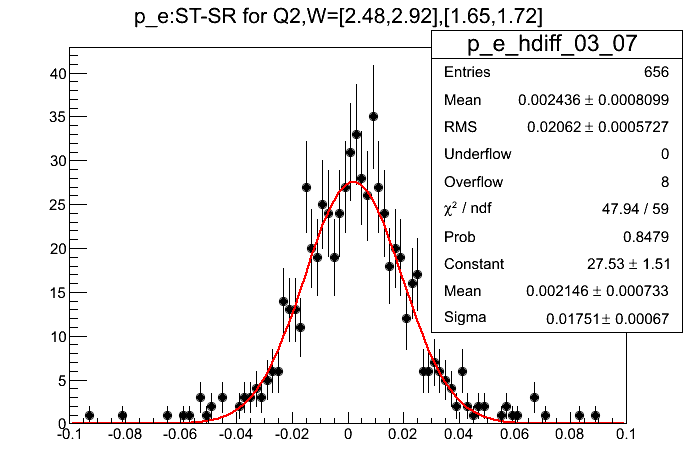 p_e:ST-SR for Q2,W=[2.48,2.92],[1.65,1.72]
p_e_hdiff_03_07
Entries 656
Mean 0.002436 ± 0.0008099
RMS 0.02062 ± 0.0005727
Underflow 0
Overflow 8
χ² / ndf 47.94 / 59
Prob 0.8479
Constant 27.53 ± 1.51
Mean 0.002146 ± 0.000733
Sigma 0.01751 ± 0.00067
40
35
30
25
20
15
10
5
0
-0.1 -0.08 -0.06 -0.04 -0.02 0 0.02 0.04 0.06 0.08 0.1